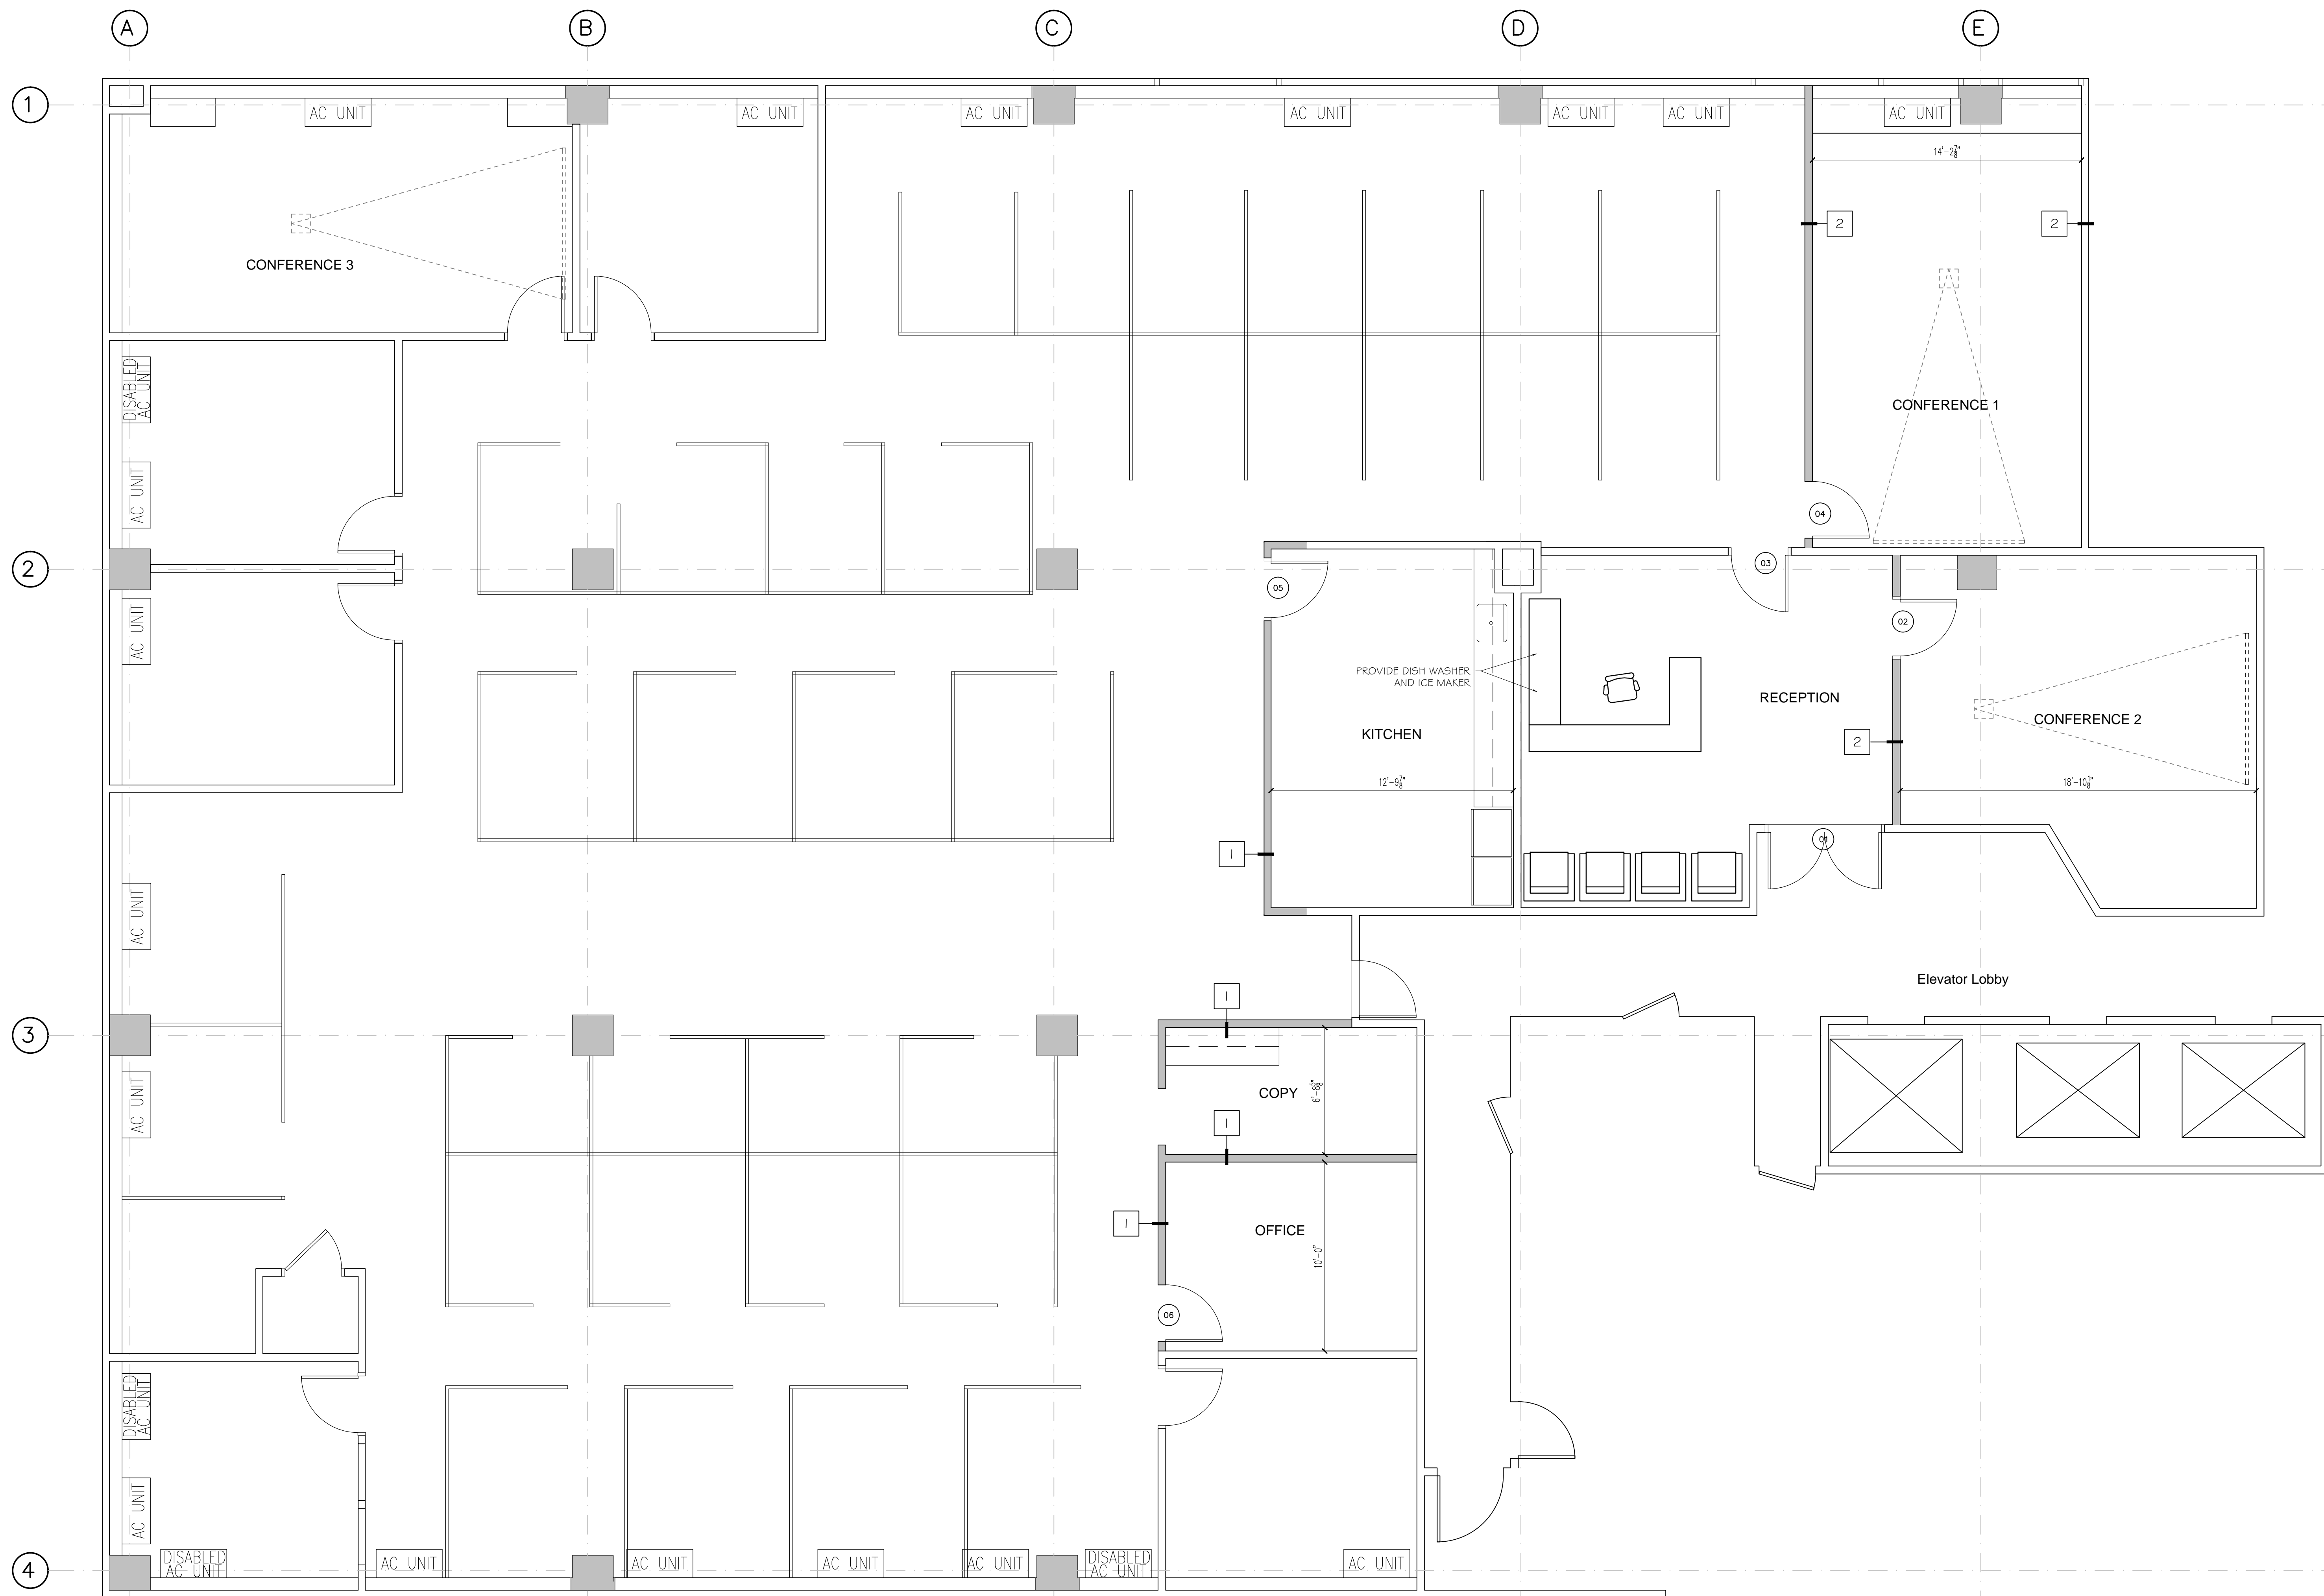 A B C D E
1
AC UNIT
AC UNIT
AC UNIT
AC UNIT
AC UNIT
AC UNIT
AC UNIT
14'-2⅞"
2
2
CONFERENCE 3
DISABLED
AC UNIT
CONFERENCE 1
AC UNIT
04
2
03
05
AC UNIT
02
PROVIDE DISH WASHER
AND ICE MAKER
RECEPTION
CONFERENCE 2
KITCHEN
2
12'-9⅞"
18'-10⅞"
01
1
AC UNIT
Elevator Lobby
1
3
AC UNIT
COPY
6'-8⅝"
1
1
OFFICE
10'-0"
06
DISABLED
AC UNIT
AC UNIT
4
DISABLED
AC UNIT
AC UNIT
AC UNIT
AC UNIT
AC UNIT
DISABLED
AC UNIT
AC UNIT